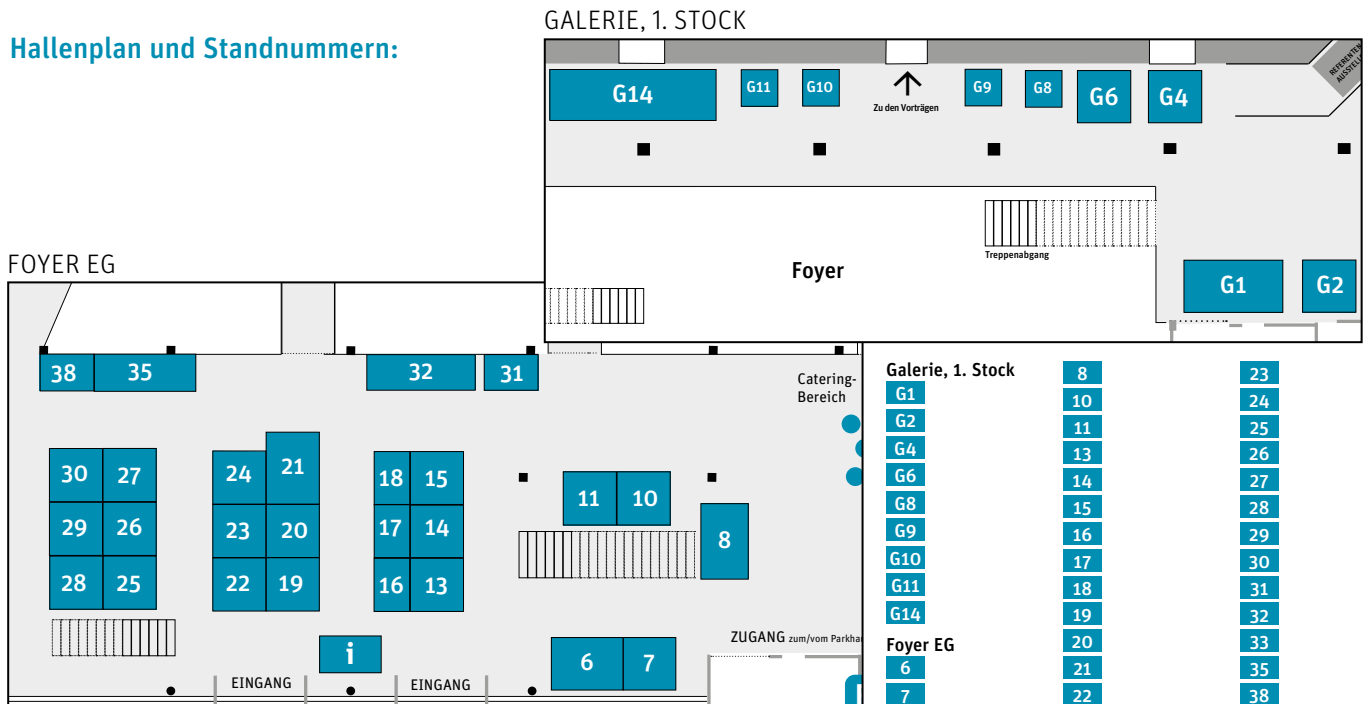 Hallenplan und Standnummern:
GALERIE, 1. STOCK
G14
G11
G10
Zu den Vorträgen
G9
G8
G6
G4
REFERENTEN
Treppenabgang
Foyer
G1
G2
FOYER EG
38
35
32
31
Catering-
Bereich
30
27
24
21
18
15
11
10
29
26
23
20
17
14
8
28
25
22
19
16
13
i
6
7
ZUGANG zum/vom
EINGANG
EINGANG
Galerie, 1. Stock
G1
G2
G4
G6
G8
G9
G10
G11
G14
Foyer EG
6
7
8
10
11
13
14
15
16
17
18
19
20
21
22
23
24
25
26
27
28
29
30
31
32
33
35
38